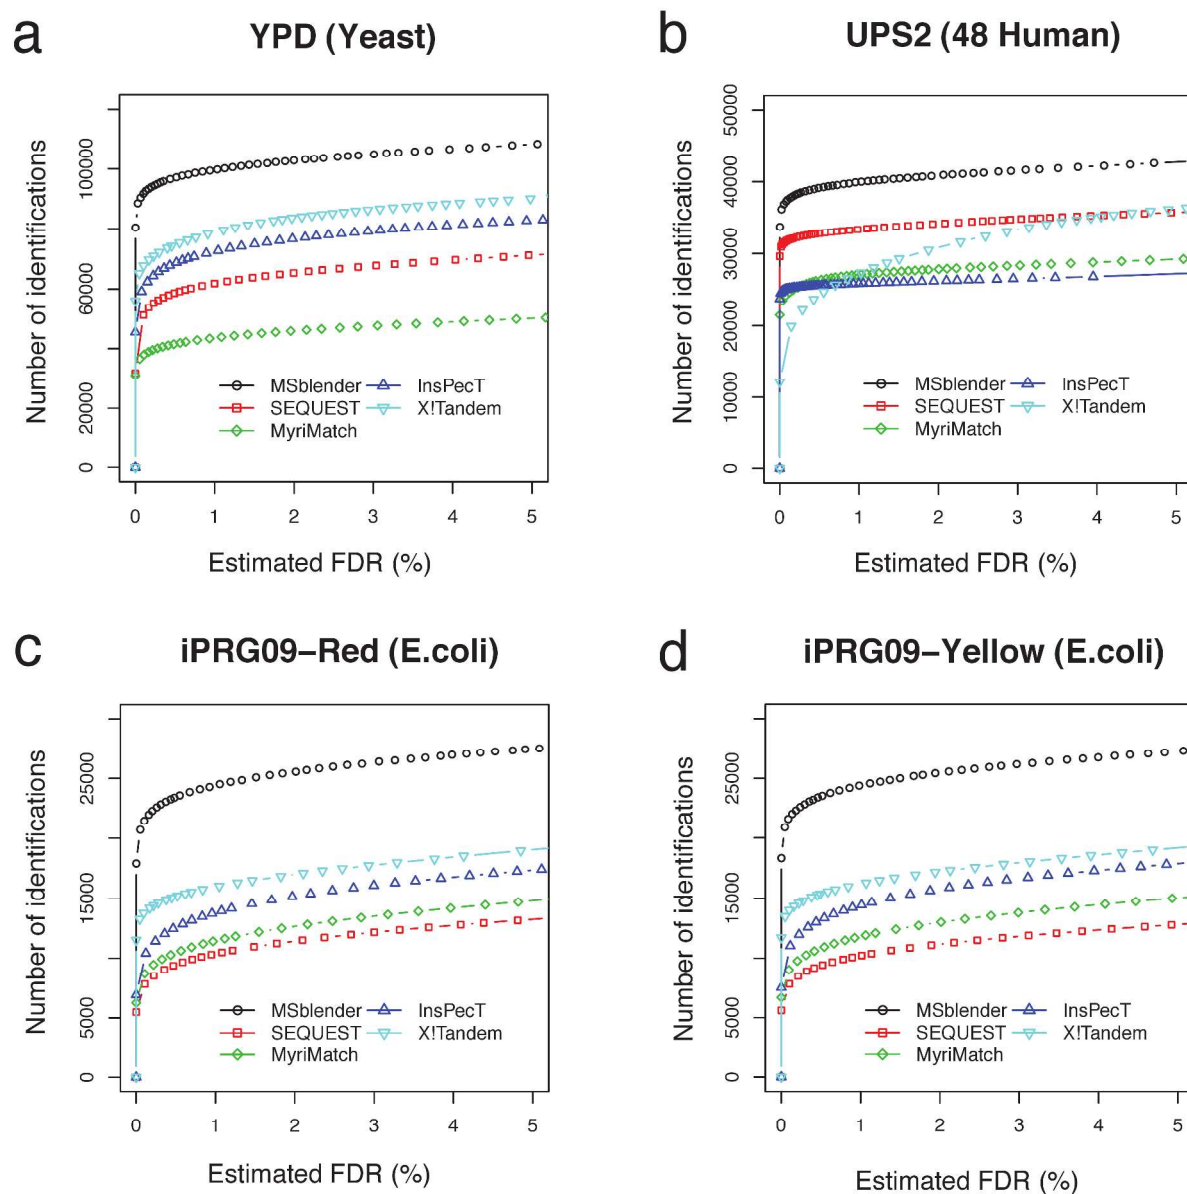 a
YPD (Yeast)
Number of identifications
100000
60000
20000
0
MSblender
InsPecT
SEQUEST
X!Tandem
MyriMatch
0 1 2 3 4 5
Estimated FDR (%)
b
UPS2 (48 Human)
Number of identifications
50000
40000
30000
20000
10000
0
MSblender
InsPecT
SEQUEST
X!Tandem
MyriMatch
0 1 2 3 4 5
Estimated FDR (%)
c
iPRG09–Red (E.coli)
Number of identifications
25000
15000
5000
0
MSblender
InsPecT
SEQUEST
X!Tandem
MyriMatch
0 1 2 3 4 5
Estimated FDR (%)
d
iPRG09–Yellow (E.coli)
Number of identifications
25000
15000
5000
0
MSblender
InsPecT
SEQUEST
X!Tandem
MyriMatch
0 1 2 3 4 5
Estimated FDR (%)